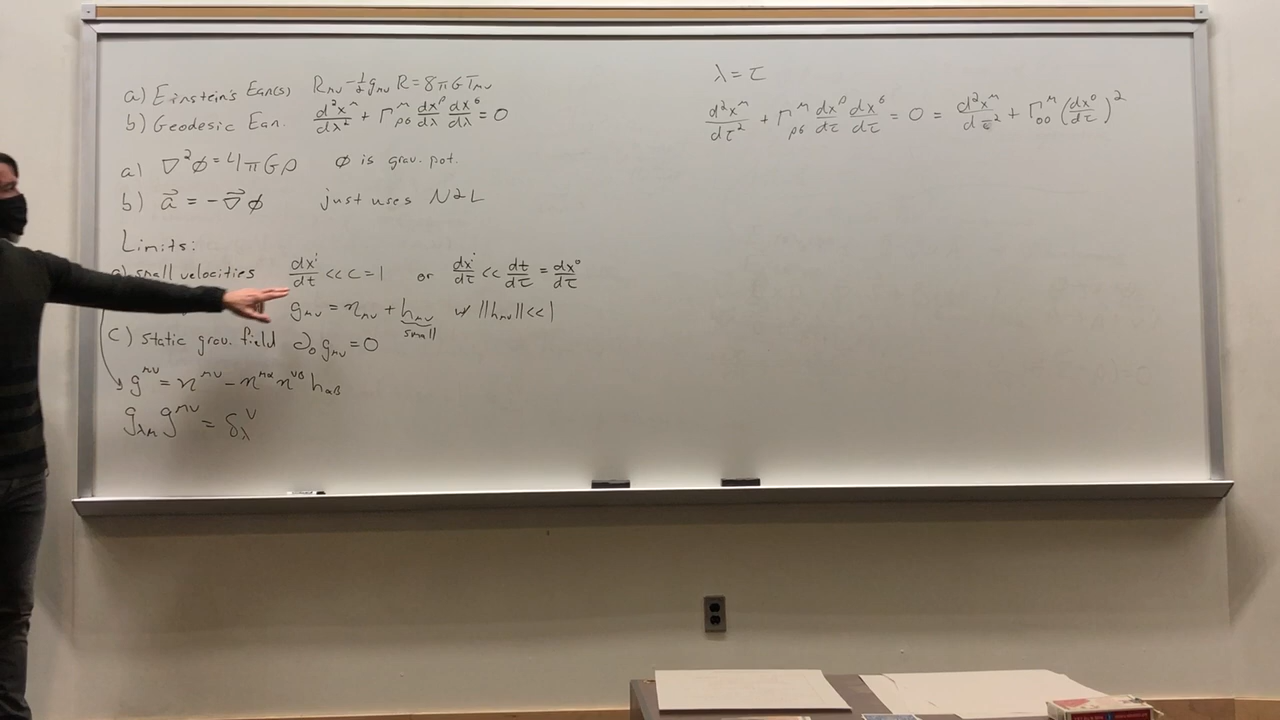 a) Einstein's Eqn(s) R_μν - 1/2 g_μν R = 8πG T_μν
b) Geodesic Eqn. d²x^μ/dλ² + Γ^μ_ρσ dx^ρ/dλ dx^σ/dλ = 0
a) ∇²φ = 4πGρ φ is grav. pot.
b) a⃗ = -∇⃗φ just uses N2L
Limits:
a) small velocities dx^i/dt << c = 1 or dx^i/dτ << dt/dτ = dx^0/dτ
g_μν = η_μν + h_μν w/ ||h_μν|| << 1
small
c) static grav. field ∂_0 g_μν = 0
g^μν = η^μν - η^μα η^νβ h_αβ
g_λμ g^μν = δ_λ^ν
λ = τ
d²x^μ/dτ² + Γ^μ_ρσ dx^ρ/dτ dx^σ/dτ = 0 = d²x^μ/dτ² + Γ^μ_00 (dx^0/dτ)²